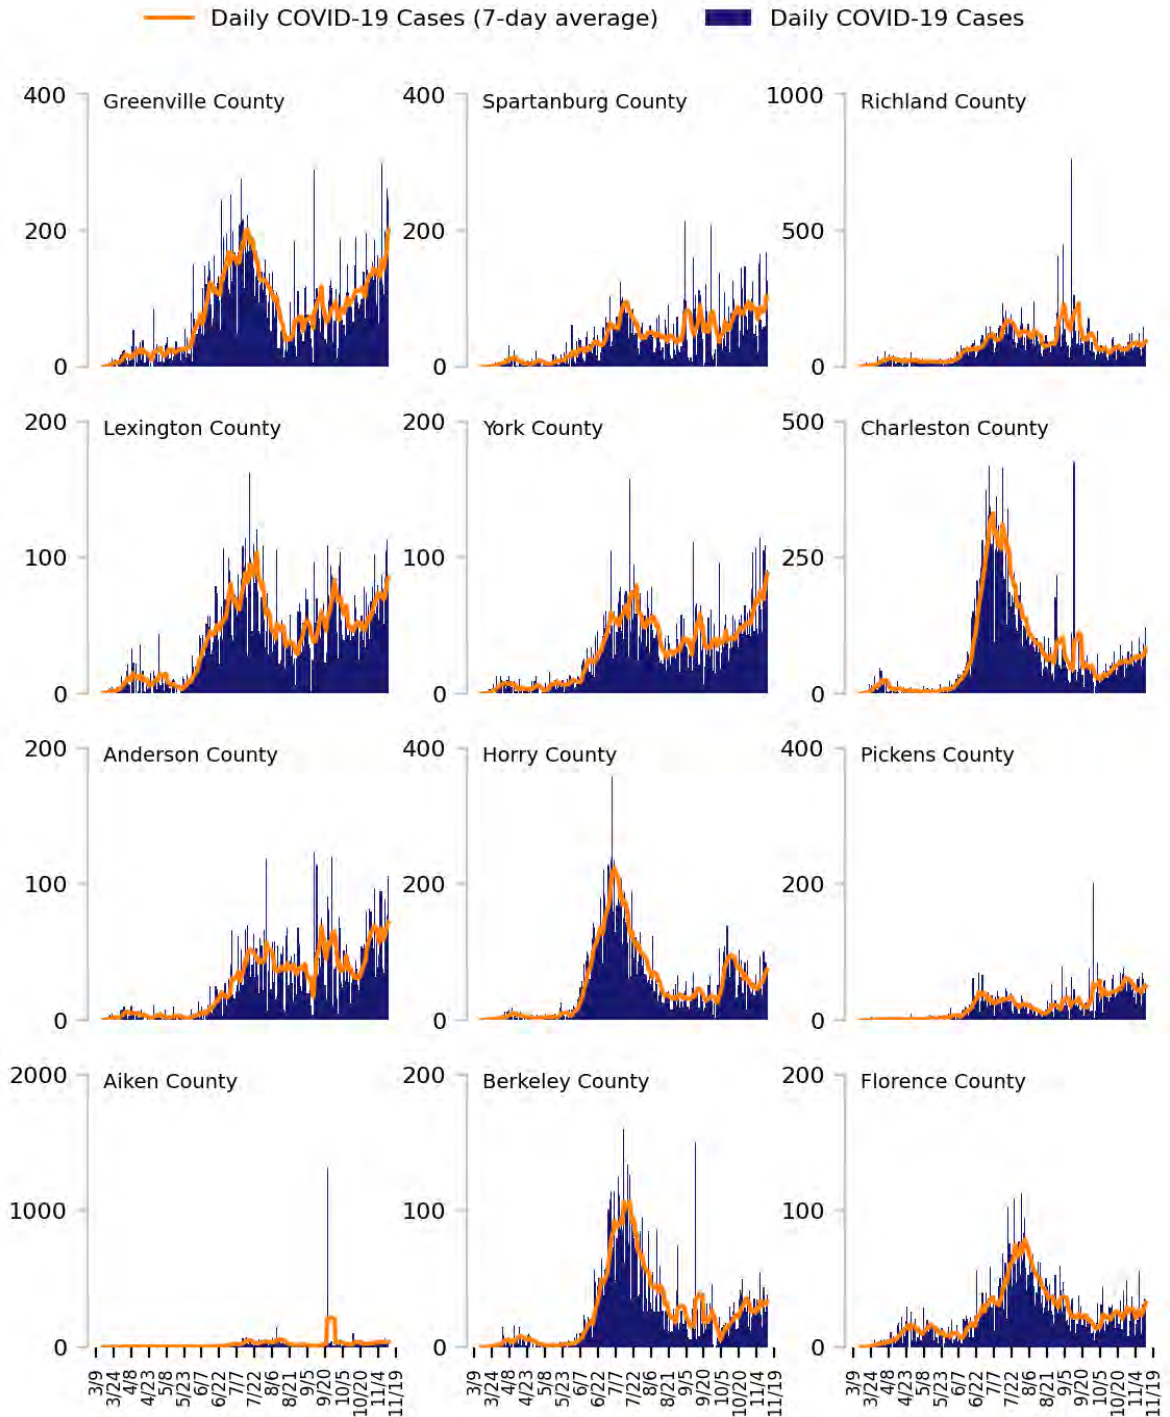 Daily COVID-19 Cases (7-day average) Daily COVID-19 Cases
400 Greenville County 400 Spartanburg County 1000 Richland County
200 200 500
0 0 0
200 Lexington County 200 York County 500 Charleston County
100 100 250
0 0 0
200 Anderson County 400 Horry County 400 Pickens County
100 200 200
0 0 0
2000 Aiken County 200 Berkeley County 200 Florence County
1000 100 100
0 0 0
3/9 3/24 4/8 4/23 5/8 5/23 6/7 6/22 7/7 7/22 8/6 8/21 9/5 9/20 10/5 10/20 11/4 11/19 3/9 3/24 4/8 4/23 5/8 5/23 6/7 6/22 7/7 7/22 8/6 8/21 9/5 9/20 10/5 10/20 11/4 11/19 3/9 3/24 4/8 4/23 5/8 5/23 6/7 6/22 7/7 7/22 8/6 8/21 9/5 9/20 10/5 10/20 11/4 11/19